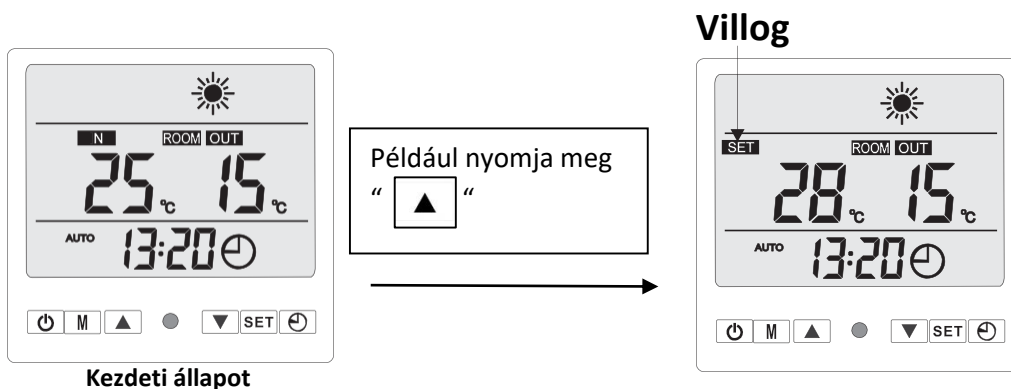 Villog
N ROOM OUT
25 ℃ 15 ℃
AUTO 13:20
M SET
Kezdeti állapot
Például nyomja meg
“ ▲ “
SET ROOM OUT
28 ℃ 15 ℃
AUTO 13:20
M SET